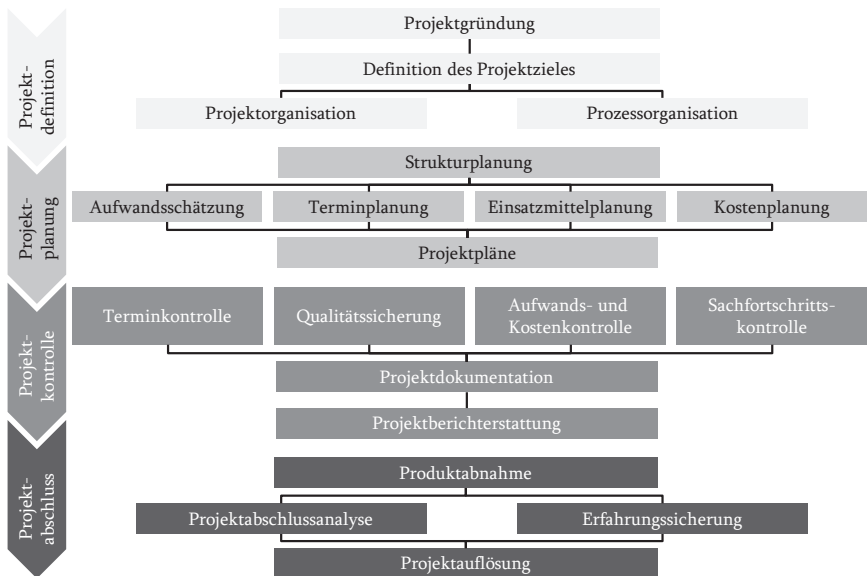 Projekt-
definition
Projektgründung
Definition des Projektzieles
Projektorganisation
Prozessorganisation
Projekt-
planung
Strukturplanung
Aufwandsschätzung
Terminplanung
Einsatzmittelplanung
Kostenplanung
Projektpläne
Projekt-
kontrolle
Terminkontrolle
Qualitätssicherung
Aufwands- und
Kostenkontrolle
Sachfortschritts-
kontrolle
Projektdokumentation
Projektberichterstattung
Projekt-
abschluss
Produktabnahme
Projektabschlussanalyse
Erfahrungssicherung
Projektauflösung